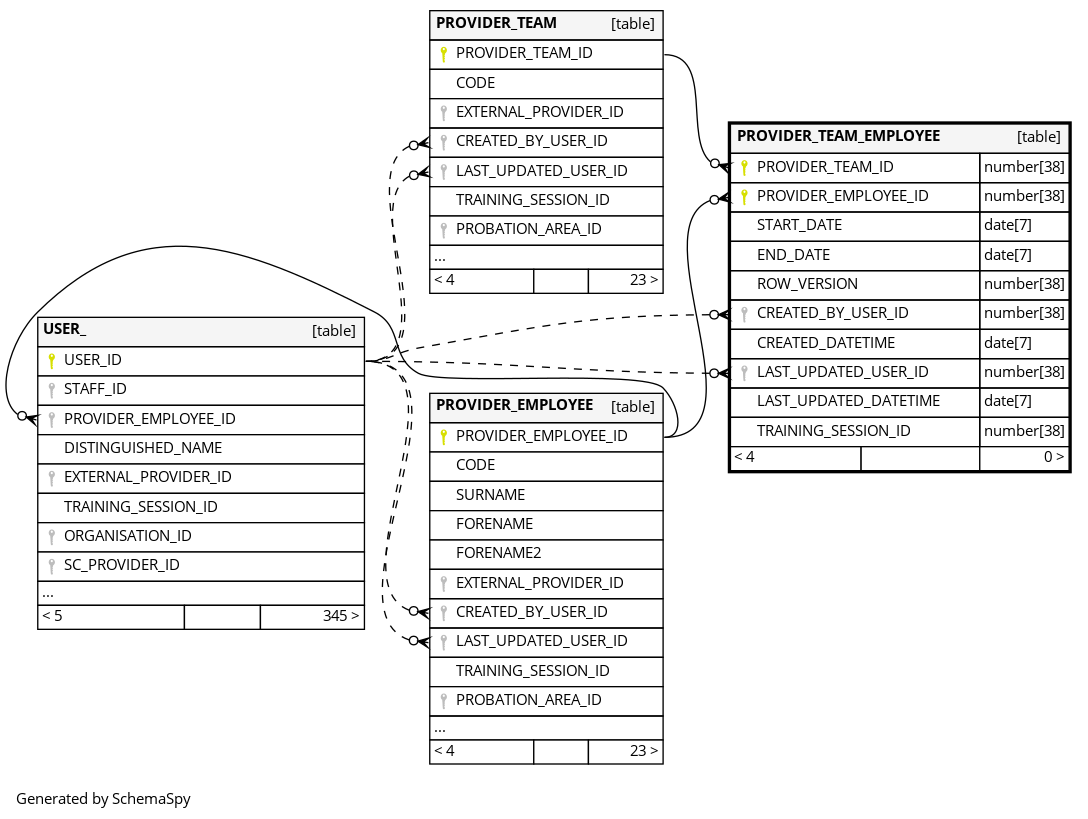 PROVIDER_TEAM [table]
PROVIDER_TEAM_ID
CODE
EXTERNAL_PROVIDER_ID
CREATED_BY_USER_ID
LAST_UPDATED_USER_ID
TRAINING_SESSION_ID
PROBATION_AREA_ID
...
< 4 23 >
PROVIDER_TEAM_EMPLOYEE [table]
PROVIDER_TEAM_ID number[38]
PROVIDER_EMPLOYEE_ID number[38]
START_DATE date[7]
END_DATE date[7]
ROW_VERSION number[38]
CREATED_BY_USER_ID number[38]
CREATED_DATETIME date[7]
LAST_UPDATED_USER_ID number[38]
LAST_UPDATED_DATETIME date[7]
TRAINING_SESSION_ID number[38]
< 4 0 >
USER_ [table]
USER_ID
STAFF_ID
PROVIDER_EMPLOYEE_ID
DISTINGUISHED_NAME
EXTERNAL_PROVIDER_ID
TRAINING_SESSION_ID
ORGANISATION_ID
SC_PROVIDER_ID
...
< 5 345 >
PROVIDER_EMPLOYEE [table]
PROVIDER_EMPLOYEE_ID
CODE
SURNAME
FORENAME
FORENAME2
EXTERNAL_PROVIDER_ID
CREATED_BY_USER_ID
LAST_UPDATED_USER_ID
TRAINING_SESSION_ID
PROBATION_AREA_ID
...
< 4 23 >
Generated by SchemaSpy